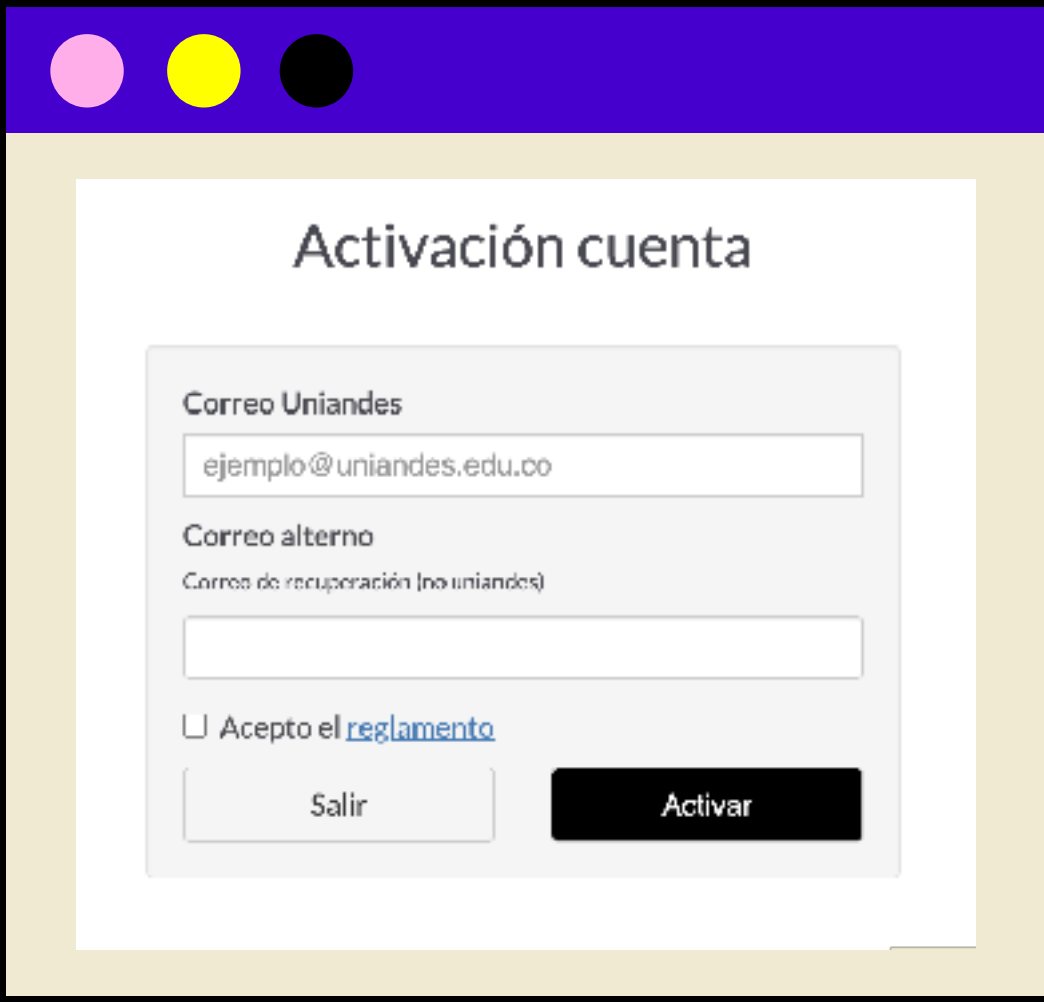 Activación cuenta
Correo Uniandes
ejemplo@uniandes.edu.co
Correo alterno
Correo de recuperación (no uniandes)
Acepto el reglamento
Salir
Activar